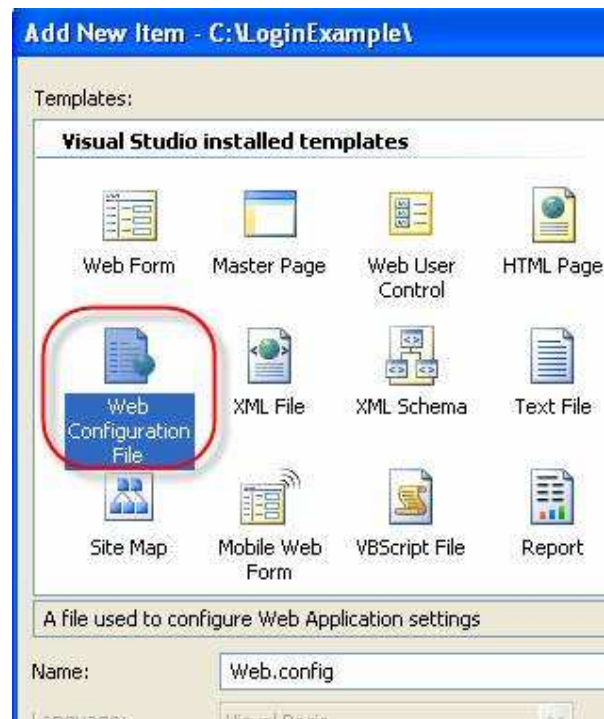 Add New Item - C:\LoginExample\
Templates:
Visual Studio installed templates
Web Form
Master Page
Web User
Control
HTML Page
Web
Configuration
File
XML File
XML Schema
Text File
Site Map
Mobile Web
Form
VBScript File
Report
A file used to configure Web Application settings
Name:
Web.config